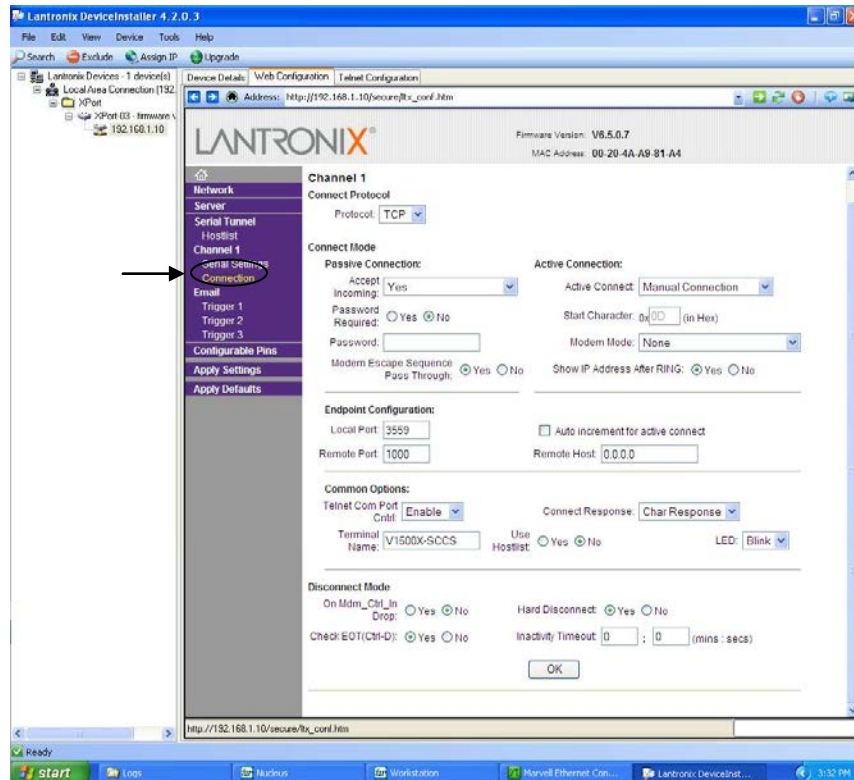 Lantronix DeviceInstaller 4.2.0.3
File Edit View Device Tools Help
Search Exclude Assign IP Upgrade
Lantronix Devices - 1 device(s)
Local Area Connection (192
XPort
XPort-03 - firmware v
192.168.1.10
Device Details Web Configuration Telnet Configuration
Address: http://192.168.1.10/secure/ltx_conf.htm
LANTRONIX®
Firmware Version: V6.5.0.7
MAC Address: 00-20-4A-A9-81-A4
Network
Server
Serial Tunnel
Hostlist
Channel 1
Serial Settings
Connection
Email
Trigger 1
Trigger 2
Trigger 3
Configurable Pins
Apply Settings
Apply Defaults
Channel 1
Connect Protocol
Protocol: TCP
Connect Mode
Passive Connection:
Accept Incoming: Yes
Password Required: Yes No
Password:
Modem Escape Sequence Pass Through: Yes No
Active Connection:
Active Connect: Manual Connection
Start Character: 0x 0D (in Hex)
Modem Mode: None
Show IP Address After RING: Yes No
Endpoint Configuration:
Local Port: 3559 Auto increment for active connect
Remote Port: 1000 Remote Host: 0.0.0.0
Common Options:
Telnet Com Port Cntrl: Enable Connect Response: Char Response
Terminal Name: V1500X-SCCS Use Hostlist: Yes No LED: Blink
Disconnect Mode
On Mdm_Ctrl_In Drop: Yes No Hard Disconnect: Yes No
Check EOT(Ctrl-D): Yes No Inactivity Timeout: 0 : 0 (mins : secs)
OK
http://192.168.1.10/secure/ltx_conf.htm
Ready
start Logs Nucleus Workstation Marvell Ethernet Con... Lantronix DeviceInst... 3:32 PM